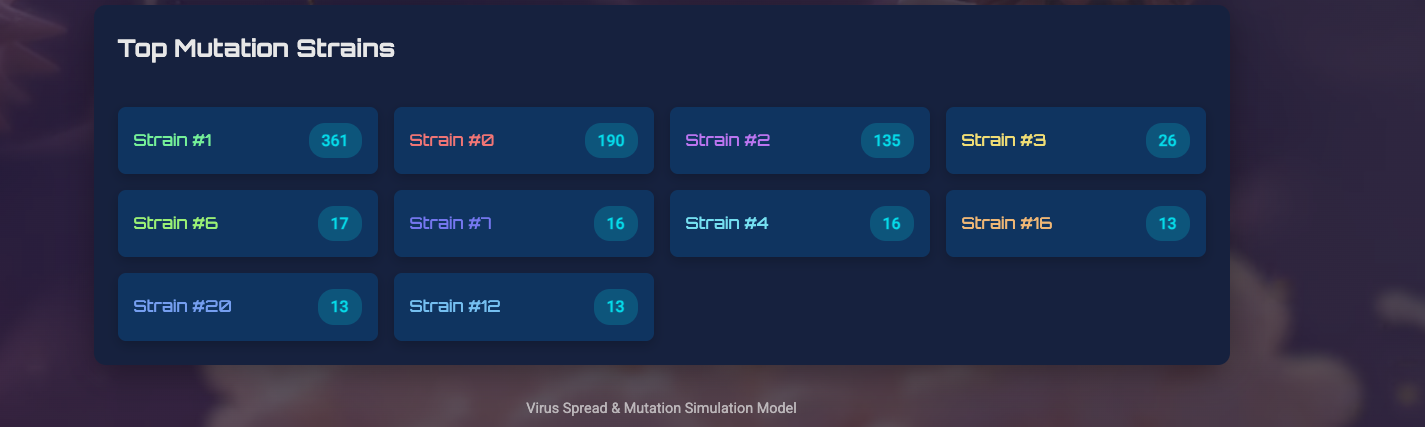 Top Mutation Strains
Strain #1 361 Strain #0 190 Strain #2 135 Strain #3 26
Strain #6 17 Strain #7 16 Strain #4 16 Strain #16 13
Strain #20 13 Strain #12 13
Virus Spread & Mutation Simulation Model